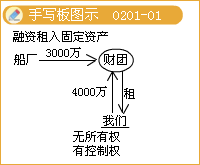 手写板图示 0201-01
融资租入固定资产
船厂 3000万 财团
4000万 租
我们
无所有权
有控制权